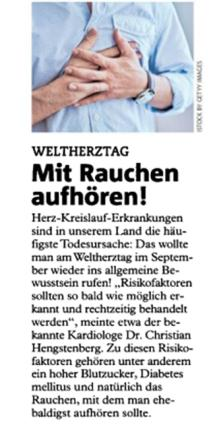 ISTOCK BY GETTY IMAGES
WELTHERZTAG
Mit Rauchen
aufhören!
Herz-Kreislauf-Erkrankungen
sind in unserem Land die häu-
figste Todesursache: Das wollte
man am Weltherztag im Septem-
ber wieder ins allgemeine Be-
wusstsein rufen! „Risikofaktoren
sollten so bald wie möglich er-
kannt und rechtzeitig behandelt
werden“, meinte etwa der be-
kannte Kardiologe Dr. Christian
Hengstenberg. Zu diesen Risiko-
faktoren gehören unter anderem
ein hoher Blutzucker, Diabetes
mellitus und natürlich das
Rauchen, mit dem man ehe-
baldigst aufhören sollte.